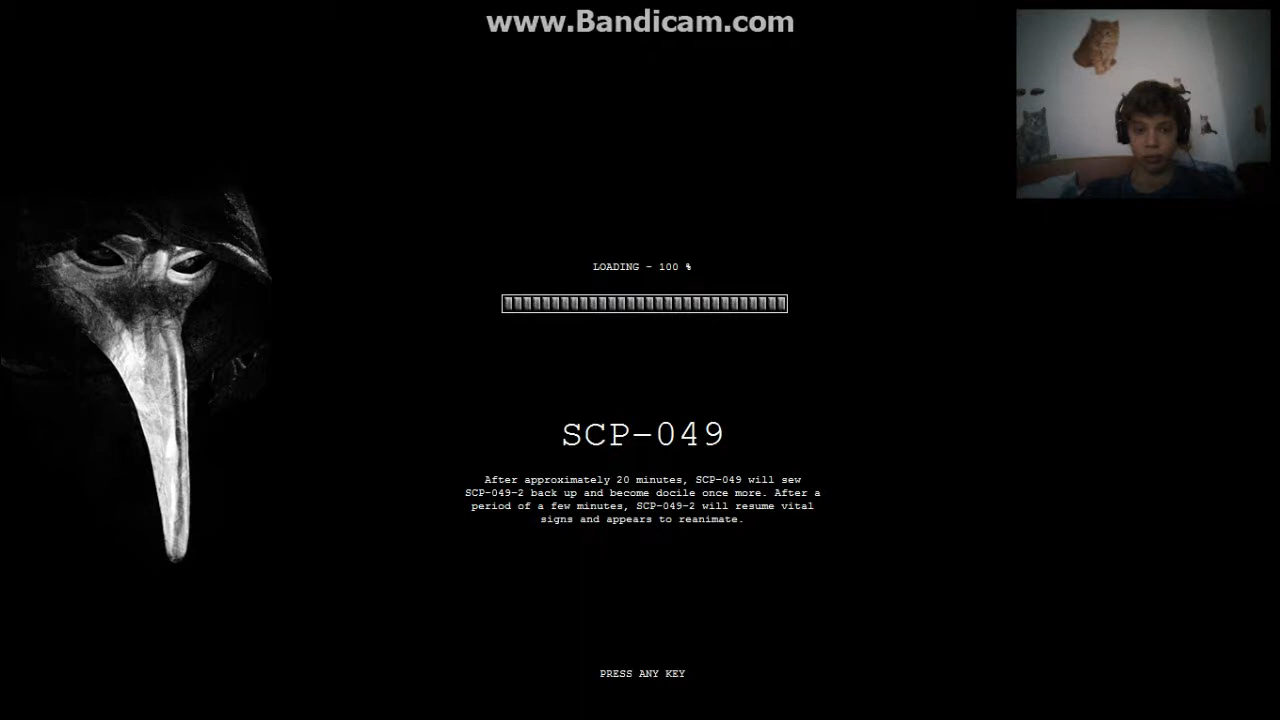 www.Bandicam.com
LOADING - 100 %
SCP-049
After approximately 20 minutes, SCP-049 will sew
SCP-049-2 back up and become docile once more. After a
period of a few minutes, SCP-049-2 will resume vital
signs and appears to reanimate.
PRESS ANY KEY